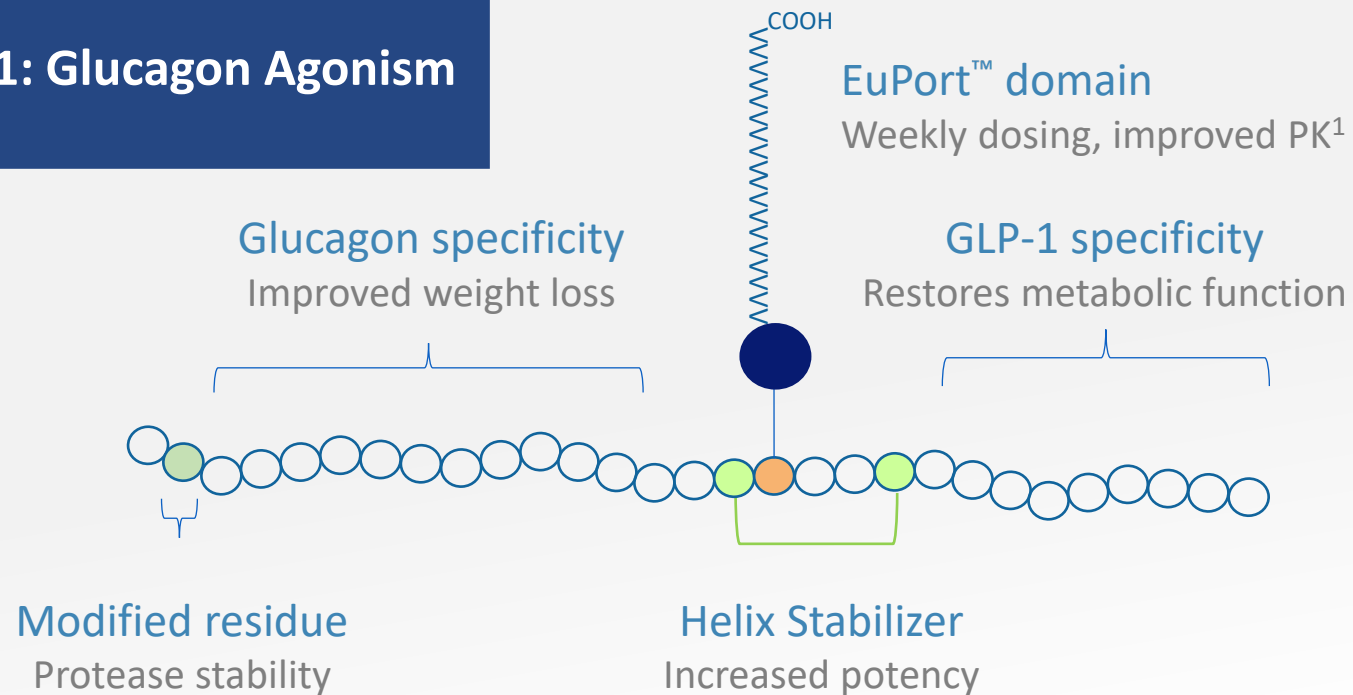 1: Glucagon Agonism
COOH
EuPort™ domain
Weekly dosing, improved PK1
Glucagon specificity
Improved weight loss
GLP-1 specificity
Restores metabolic function
Modified residue
Protease stability
Helix Stabilizer
Increased potency